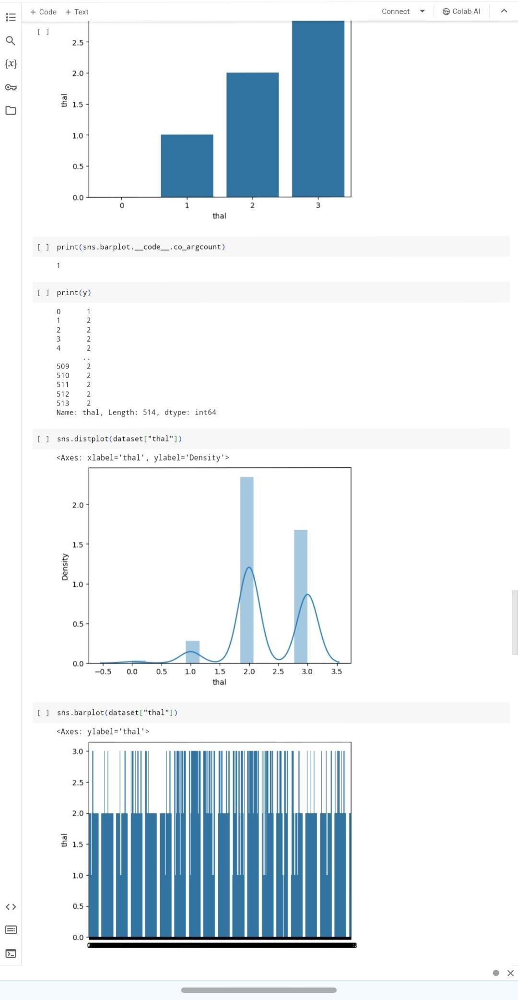 + Code + Text Connect Colab AI
[ ]
2.5
2.0
1.5
1.0
0.5
0.0
thal
0 1 2 3
thal
[ ] print(sns.barplot.__code__.co_argcount)
1
[ ] print(y)
0 1
1 2
2 2
3 2
4 2
..
509 2
510 2
511 2
512 2
513 2
Name: thal, Length: 514, dtype: int64
[ ] sns.distplot(dataset["thal"])
<Axes: xlabel='thal', ylabel='Density'>
2.0
1.5
1.0
0.5
0.0
Density
−0.5 0.0 0.5 1.0 1.5 2.0 2.5 3.0 3.5
thal
[ ] sns.barplot(dataset["thal"])
<Axes: ylabel='thal'>
3.0
2.5
2.0
1.5
1.0
0.5
0.0
thal